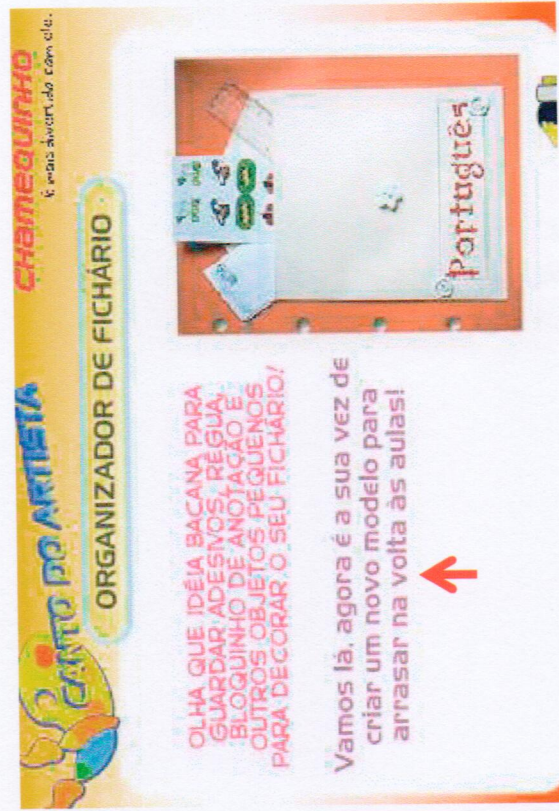 CANTO DO ARTISTA
CHAMEQUINHO
É mais divertido com ele.
ORGANIZADOR DE FICHÁRIO
OLHA QUE IDÉIA BACANA PARA
GUARDAR ADESIVOS, RÉGUA,
BLOQUINHO DE ANOTAÇÃO E
OUTROS OBJETOS PEQUENOS
PARA DECORAR O SEU FICHÁRIO!
Vamos lá, agora é a sua vez de
criar um novo modelo para
arrasar na volta às aulas!
Português